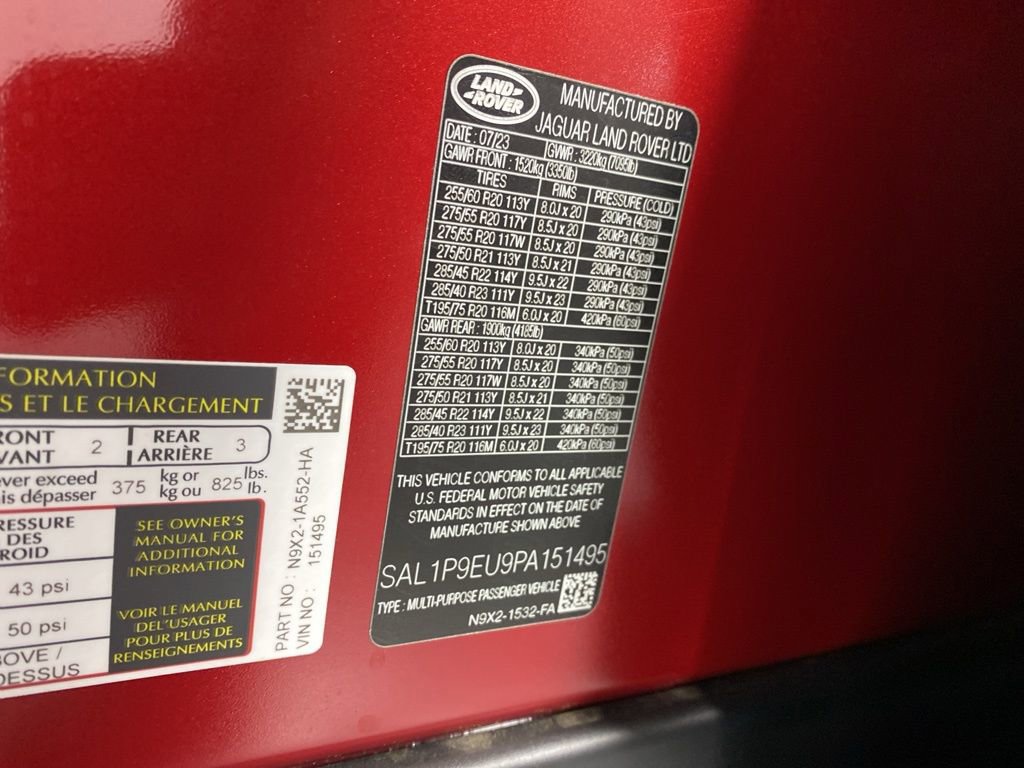 LAND ROVER
MANUFACTURED BY
JAGUAR LAND ROVER LTD
DATE : 07/23 GVWR : 3220kg (7095lb)
GAWR FRONT : 1520kg (3350lb)
TIRES RIMS PRESSURE (COLD)
255/60 R20 113Y 8.0J x 20 290kPa (43psi)
275/55 R20 117Y 8.5J x 20 290kPa (43psi)
275/55 R20 117W 8.5J x 20 290kPa (43psi)
275/50 R21 113Y 8.5J x 21 290kPa (43psi)
285/45 R22 114Y 9.5J x 22 290kPa (43psi)
285/40 R23 111Y 9.5J x 23 290kPa (43psi)
T195/75 R20 116M 6.0J x 20 420kPa (60psi)
GAWR REAR : 1900kg (4185lb)
255/60 R20 113Y 8.0J x 20 340kPa (50psi)
275/55 R20 117Y 8.5J x 20 340kPa (50psi)
275/55 R20 117W 8.5J x 20 340kPa (50psi)
275/50 R21 113Y 8.5J x 21 340kPa (50psi)
285/45 R22 114Y 9.5J x 22 340kPa (50psi)
285/40 R23 111Y 9.5J x 23 340kPa (50psi)
T195/75 R20 116M 6.0J x 20 420kPa (60psi)
THIS VEHICLE CONFORMS TO ALL APPLICABLE
U.S. FEDERAL MOTOR VEHICLE SAFETY
STANDARDS IN EFFECT ON THE DATE OF
MANUFACTURE SHOWN ABOVE
SAL1P9EU9PA151495
TYPE : MULTI-PURPOSE PASSENGER VEHICLE
N9X2-1532-FA
FORMATION
S ET LE CHARGEMENT
RONT 2 REAR 3
VANT ARRIÈRE
ever exceed 375 kg or 825 lbs.
is dépasser kg ou lb.
RESSURE
DES
ROID
43 psi
50 psi
BOVE /
DESSUS
SEE OWNER'S
MANUAL FOR
ADDITIONAL
INFORMATION
VOIR LE MANUEL
DEL'USAGER
POUR PLUS DE
RENSEIGNEMENTS
PART NO : N9X2-1A552-HA
VIN NO : 151495